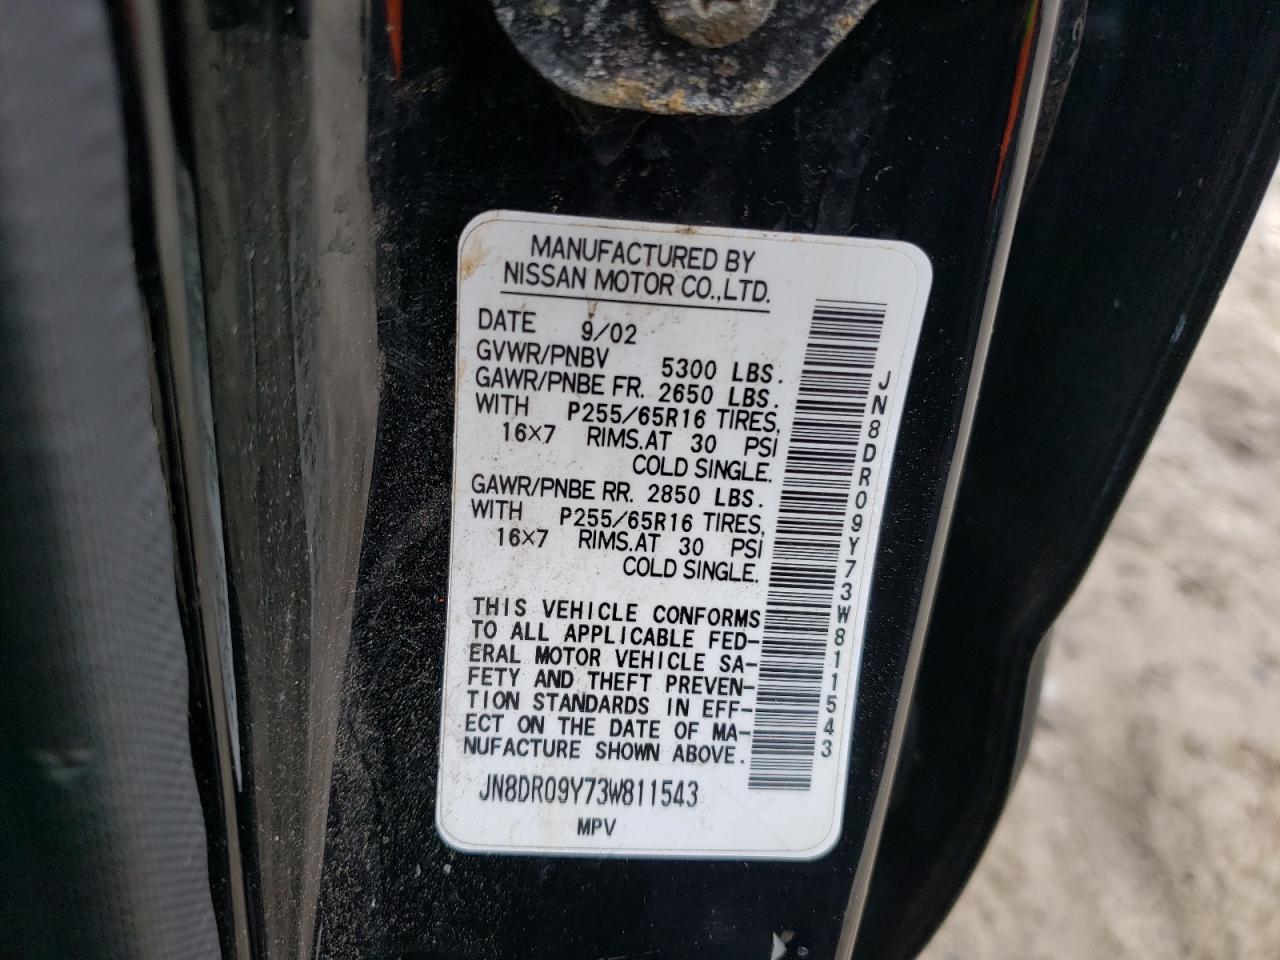 MANUFACTURED BY
NISSAN MOTOR CO.,LTD.
DATE 9/02
GVWR/PNBV 5300 LBS.
GAWR/PNBE FR. 2650 LBS.
WITH P255/65R16 TIRES,
16×7 RIMS.AT 30 PSI
COLD SINGLE.
GAWR/PNBE RR. 2850 LBS.
WITH P255/65R16 TIRES,
16×7 RIMS.AT 30 PSI
COLD SINGLE.
THIS VEHICLE CONFORMS
TO ALL APPLICABLE FED-
ERAL MOTOR VEHICLE SA-
FETY AND THEFT PREVEN-
TION STANDARDS IN EFF-
ECT ON THE DATE OF MA-
NUFACTURE SHOWN ABOVE.
JN8DR09Y73W811543
MPV
JN8DR09Y73W811543